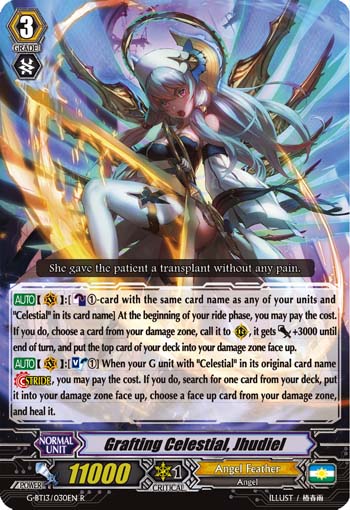 3
GRADE
She gave the patient a transplant without any pain.
AUTO【 】:[ ①-card with the same name as any of your units and
"Celestial" in its card name] At the beginning of your ride phase, you may pay the cost.
If you do, choose a card from your damage zone, call it to , it gets +3000 until
end of turn, and put the top card of your deck into your damage zone face up.
AUTO【 】:[ V ①] When your G unit with "Celestial" in its original card name
STRIDE, you may pay the cost. If you do, search for one card from your deck, put
it into your damage zone face up, choose a face up card from your damage zone,
and heal it.
NORMAL
UNIT
Grafting Celestial, Jhudiel
POWER
11000
1
CRITICAL
Angel Feather
Angel
G-BT13/030EN R
ILLUST / 椿春雨